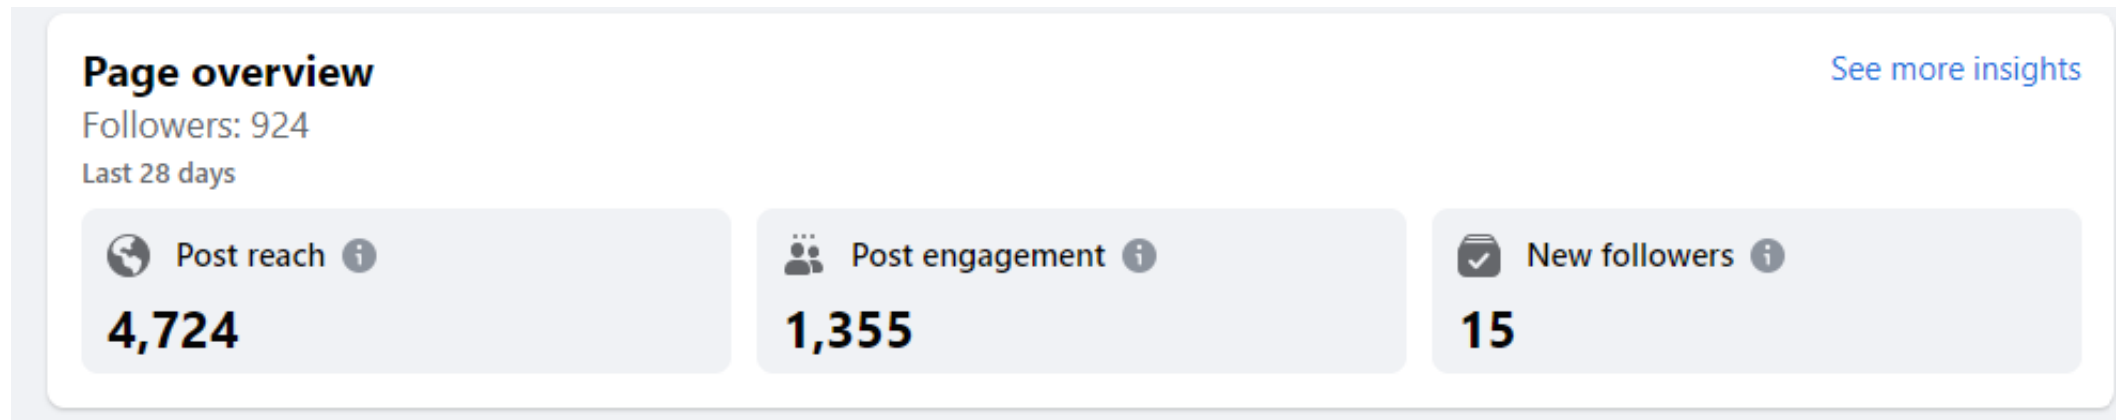 Page overview
See more insights
Followers: 924
Last 28 days
Post reach
4,724
Post engagement
1,355
New followers
15